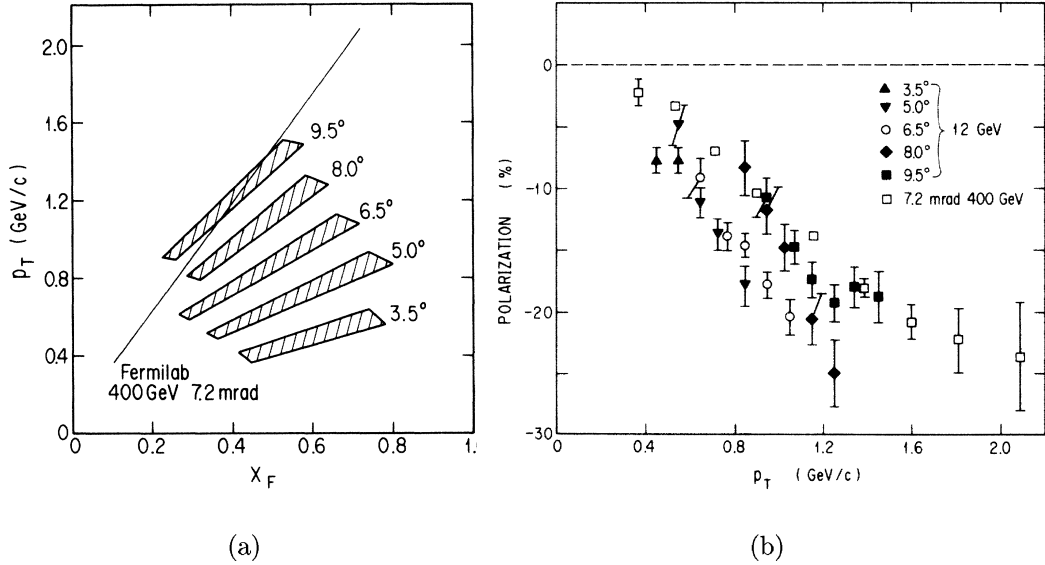 2.0
1.6
1.2
0.8
0.4
0
p_T (GeV/c)
9.5°
8.0°
6.5°
5.0°
3.5°
Fermilab
400 GeV 7.2 mrad
0 0.2 0.4 0.6 0.8 1.0
X_F
(a)
0
-10
-20
-30
POLARIZATION (%)
3.5°
5.0°
6.5°
8.0°
9.5°
12 GeV
7.2 mrad 400 GeV
0 0.4 0.8 1.2 1.6 2.0
p_T (GeV/c)
(b)